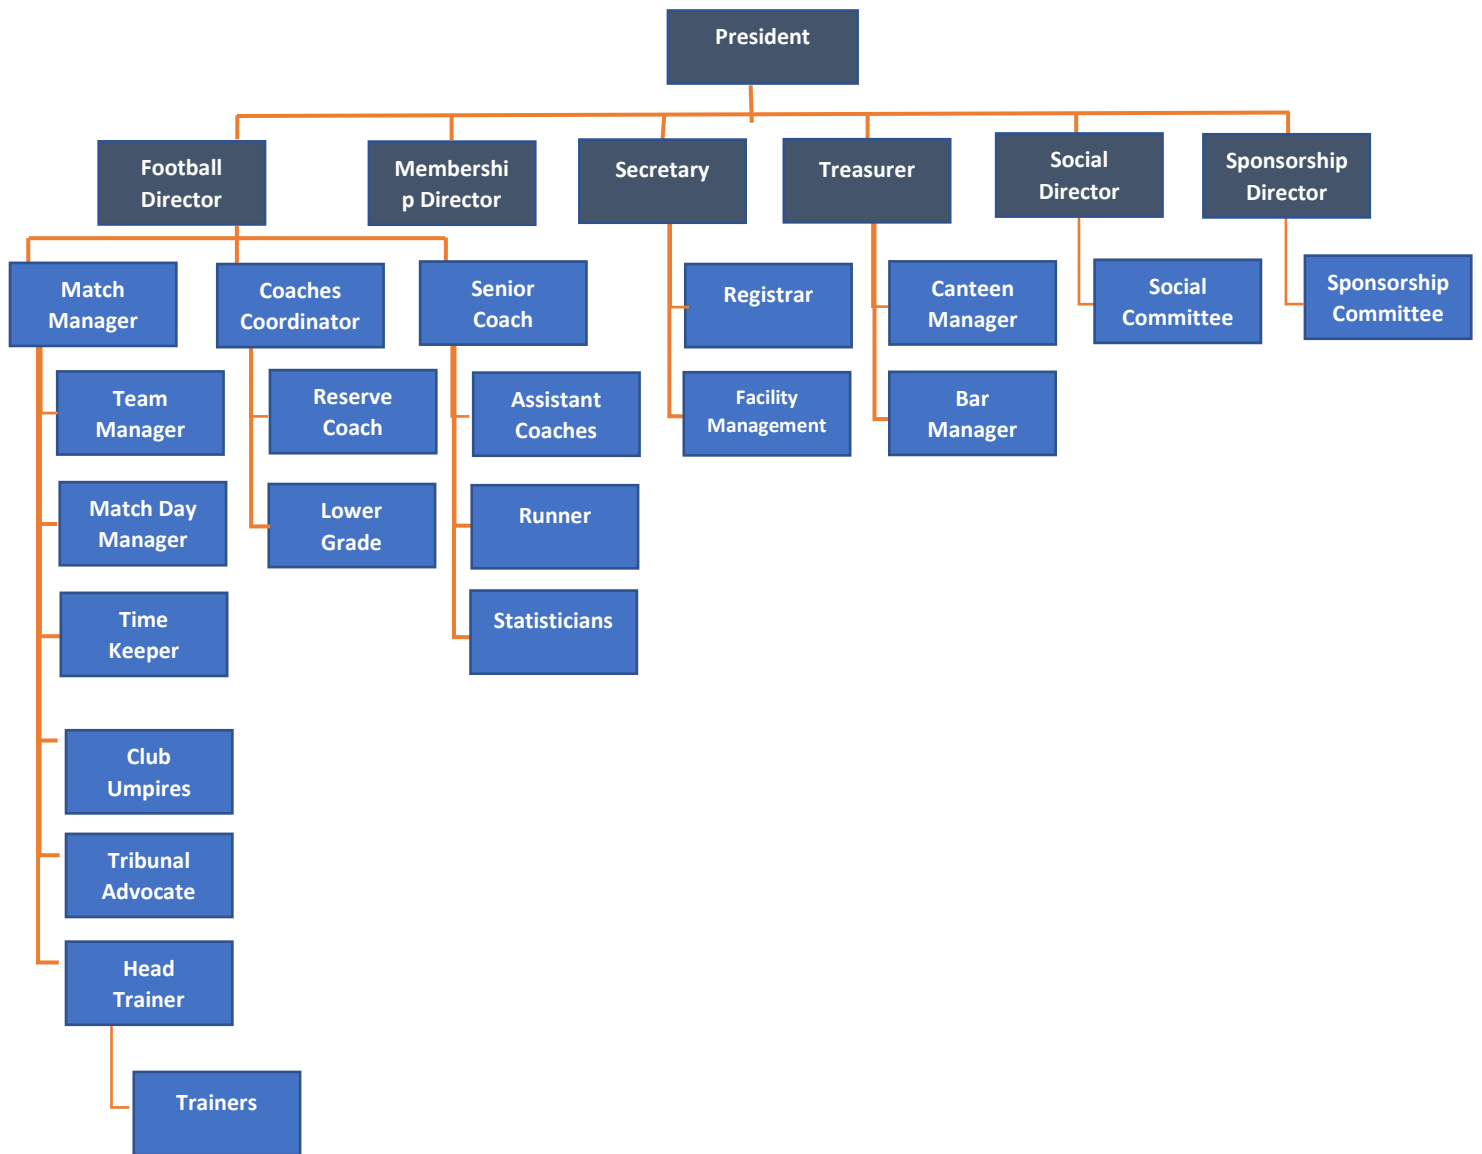 President
Football
Director
Membershi
p Director
Secretary
Treasurer
Social
Director
Sponsorship
Director
Match
Manager
Coaches
Coordinator
Senior
Coach
Registrar
Canteen
Manager
Social
Committee
Sponsorship
Committee
Team
Manager
Reserve
Coach
Assistant
Coaches
Facility
Management
Bar
Manager
Match Day
Manager
Lower
Grade
Runner
Time
Keeper
Statisticians
Club
Umpires
Tribunal
Advocate
Head
Trainer
Trainers